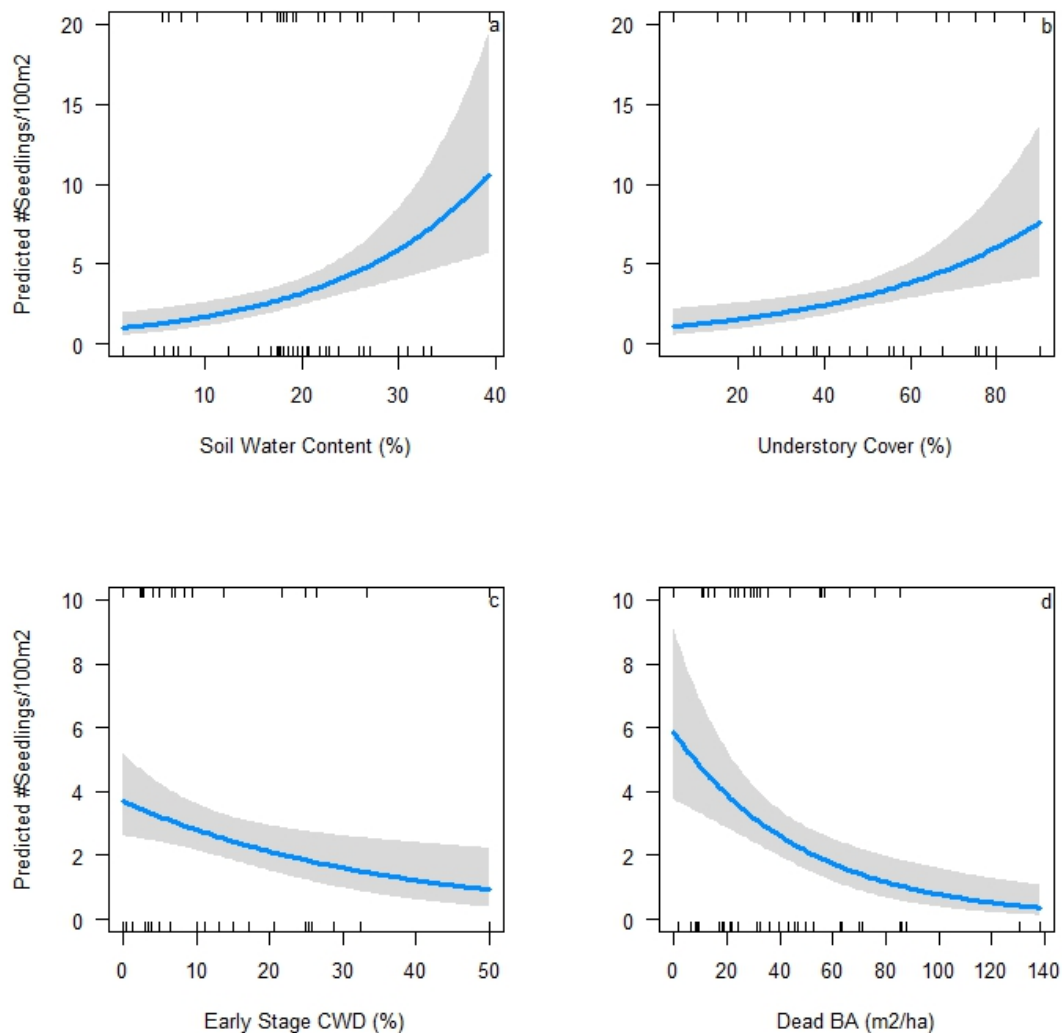 a
Predicted #Seedlings/100m2
20
15
10
5
0
10 20 30 40
Soil Water Content (%)
b
20
15
10
5
0
20 40 60 80
Understory Cover (%)
c
Predicted #Seedlings/100m2
10
8
6
4
2
0
0 10 20 30 40 50
Early Stage CWD (%)
d
10
8
6
4
2
0
0 20 40 60 80 100 120 140
Dead BA (m2/ha)